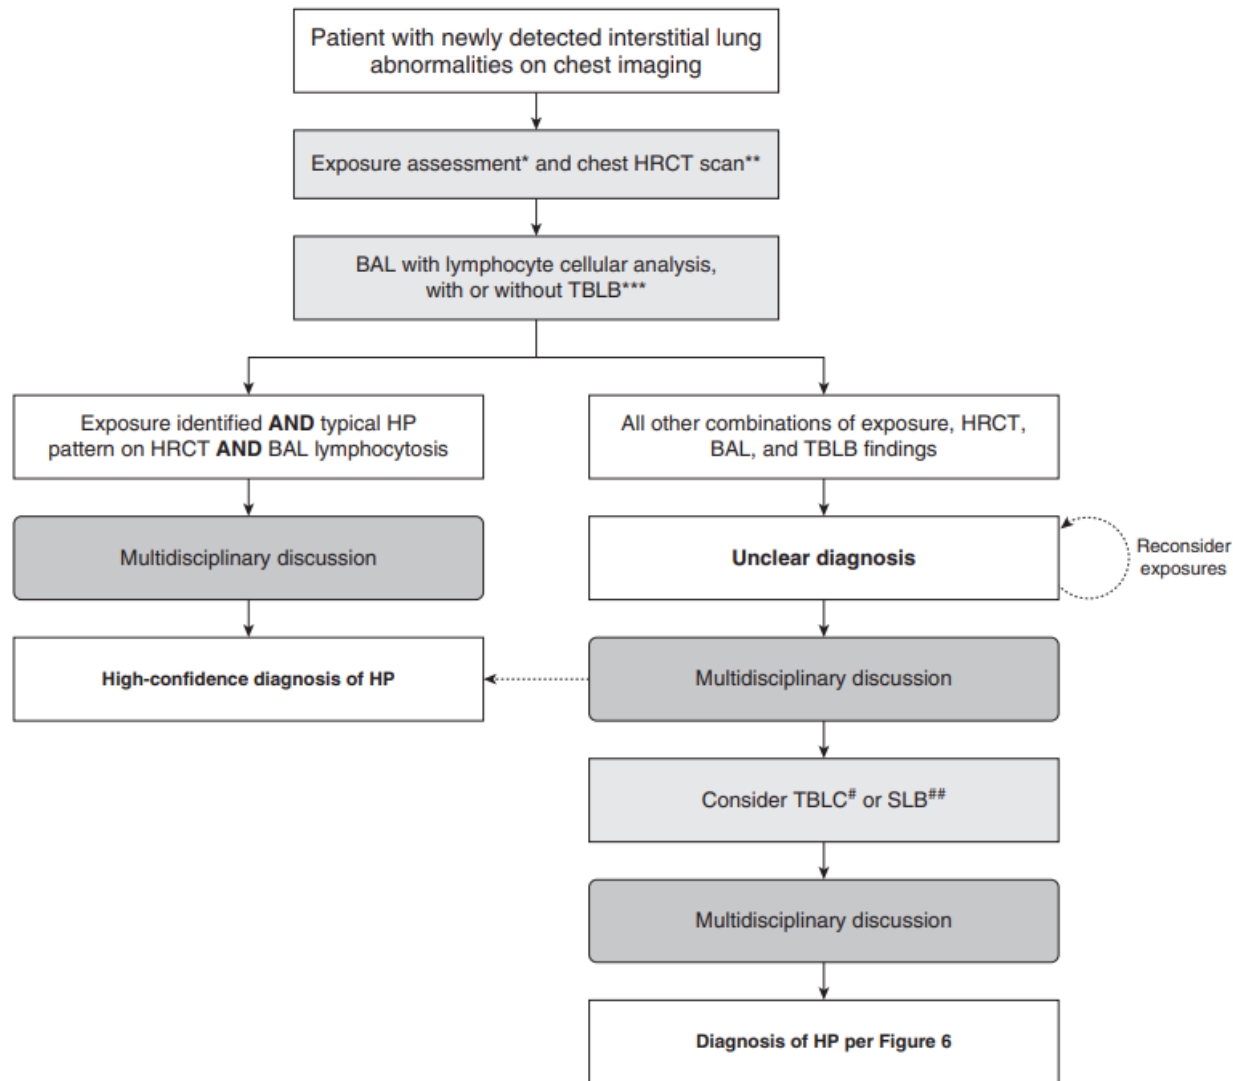 Patient with newly detected interstitial lung
abnormalities on chest imaging
Exposure assessment* and chest HRCT scan**
BAL with lymphocyte cellular analysis,
with or without TBLB***
Exposure identified AND typical HP
pattern on HRCT AND BAL lymphocytosis
All other combinations of exposure, HRCT,
BAL, and TBLB findings
Multidisciplinary discussion
Unclear diagnosis
Reconsider
exposures
High-confidence diagnosis of HP
Multidisciplinary discussion
Consider TBLC# or SLB##
Multidisciplinary discussion
Diagnosis of HP per Figure 6